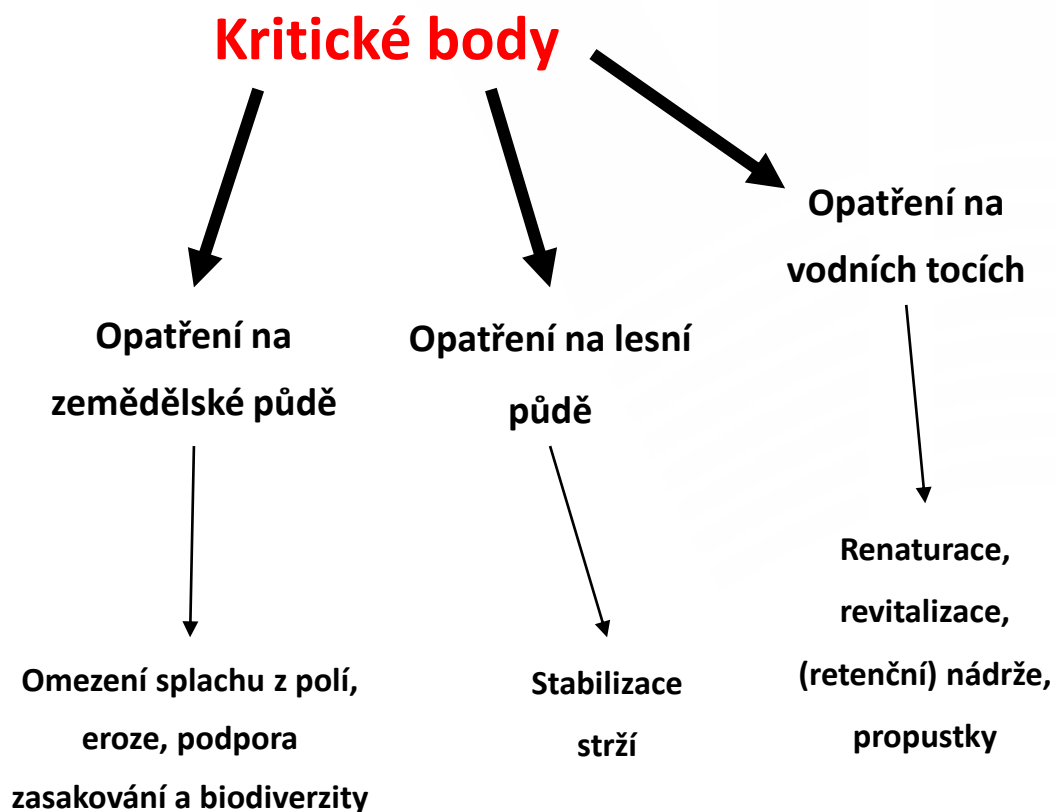 Kritické body
Opatření na
zemědělské půdě
Omezení splachu z polí,
eroze, podpora
zasakování a biodiverzity
Opatření na lesní
půdě
Stabilizace
strží
Opatření na
vodních tocích
Renaturace,
revitalizace,
(retenční) nádrže,
propustky